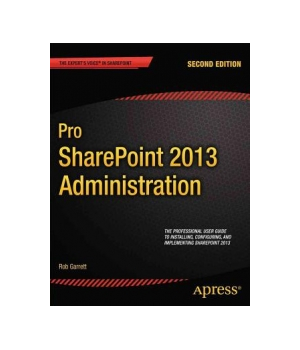 THE EXPERT'S VOICE® IN SHAREPOINT
SECOND EDITION
Pro
SharePoint 2013
Administration
THE PROFESSIONAL USER GUIDE
TO INSTALLING, CONFIGURING, AND
IMPLEMENTING SHAREPOINT 2013
Rob Garrett
Apress®